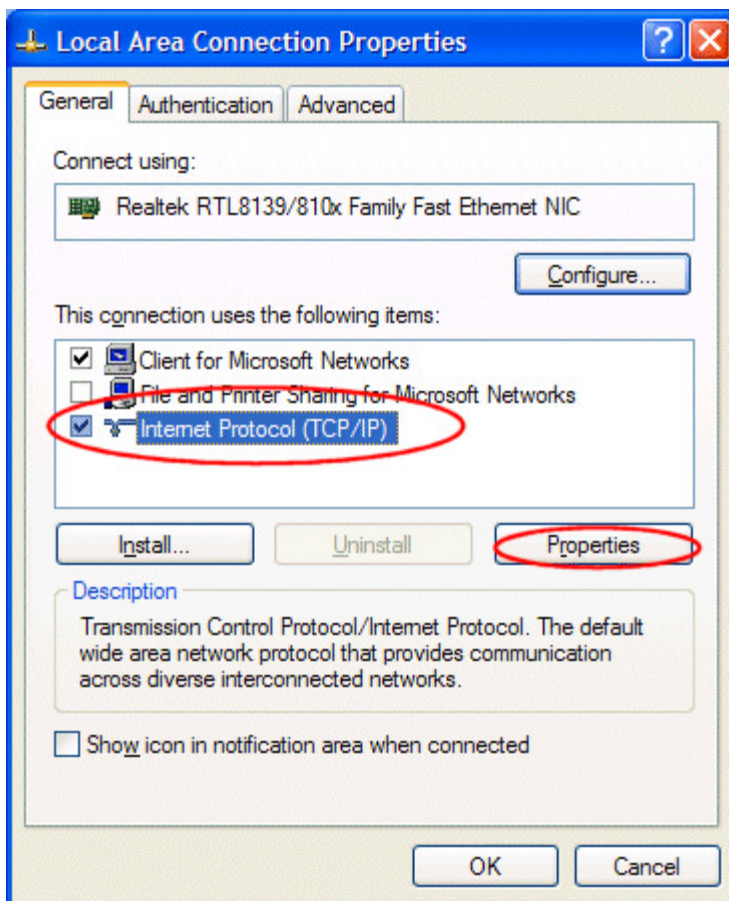 Local Area Connection Properties
General Authentication Advanced
Connect using:
Realtek RTL8139/810x Family Fast Ethernet NIC
Configure...
This connection uses the following items:
Client for Microsoft Networks
File and Printer Sharing for Microsoft Networks
Internet Protocol (TCP/IP)
Install... Uninstall Properties
Description
Transmission Control Protocol/Internet Protocol. The default
wide area network protocol that provides communication
across diverse interconnected networks.
Show icon in notification area when connected
OK Cancel